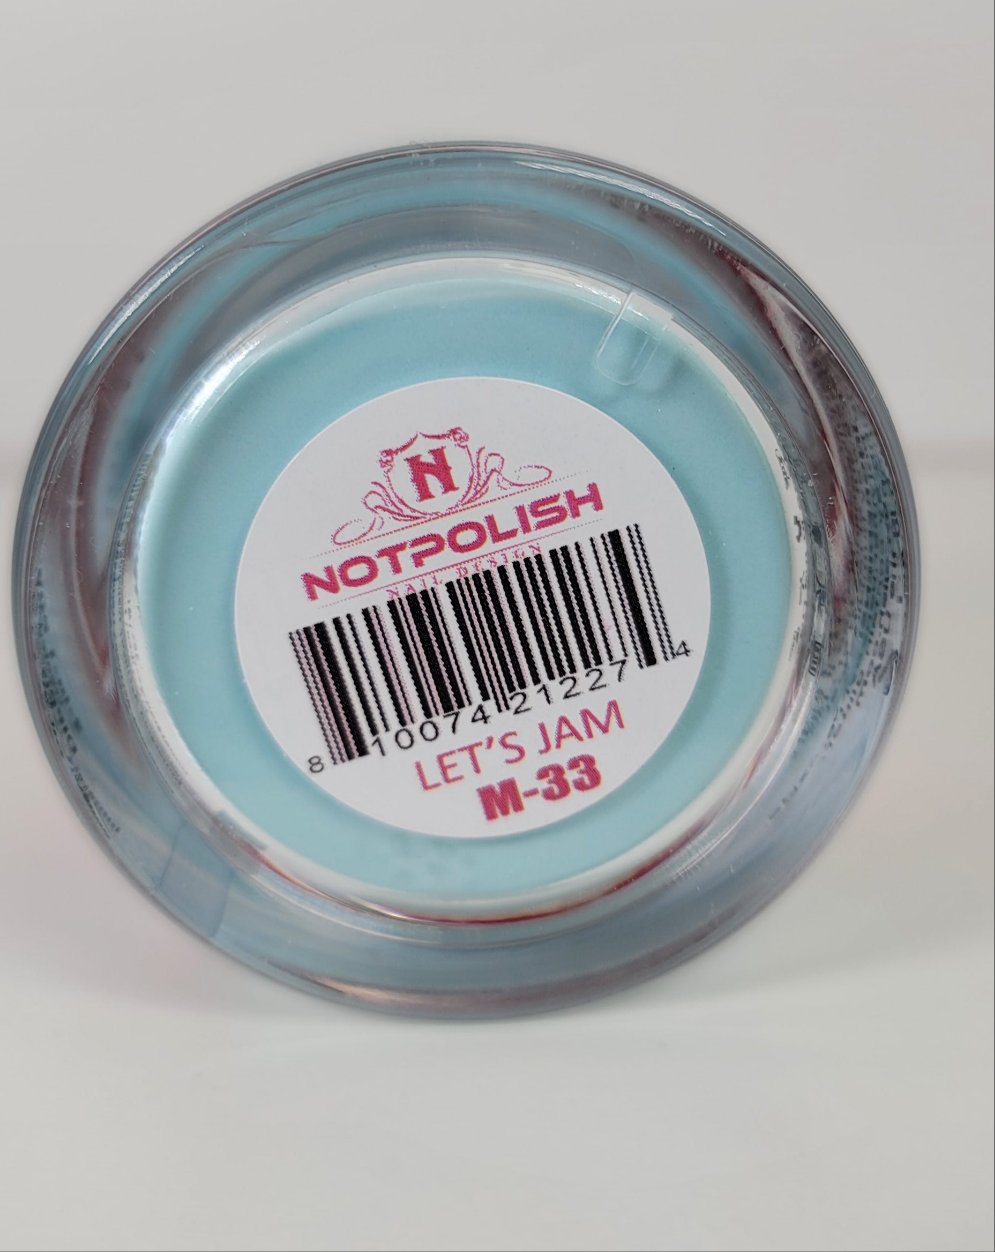 N
NOTPOLISH
NAIL DESIGN
8 10074 21227 4
LET'S JAM
M-33